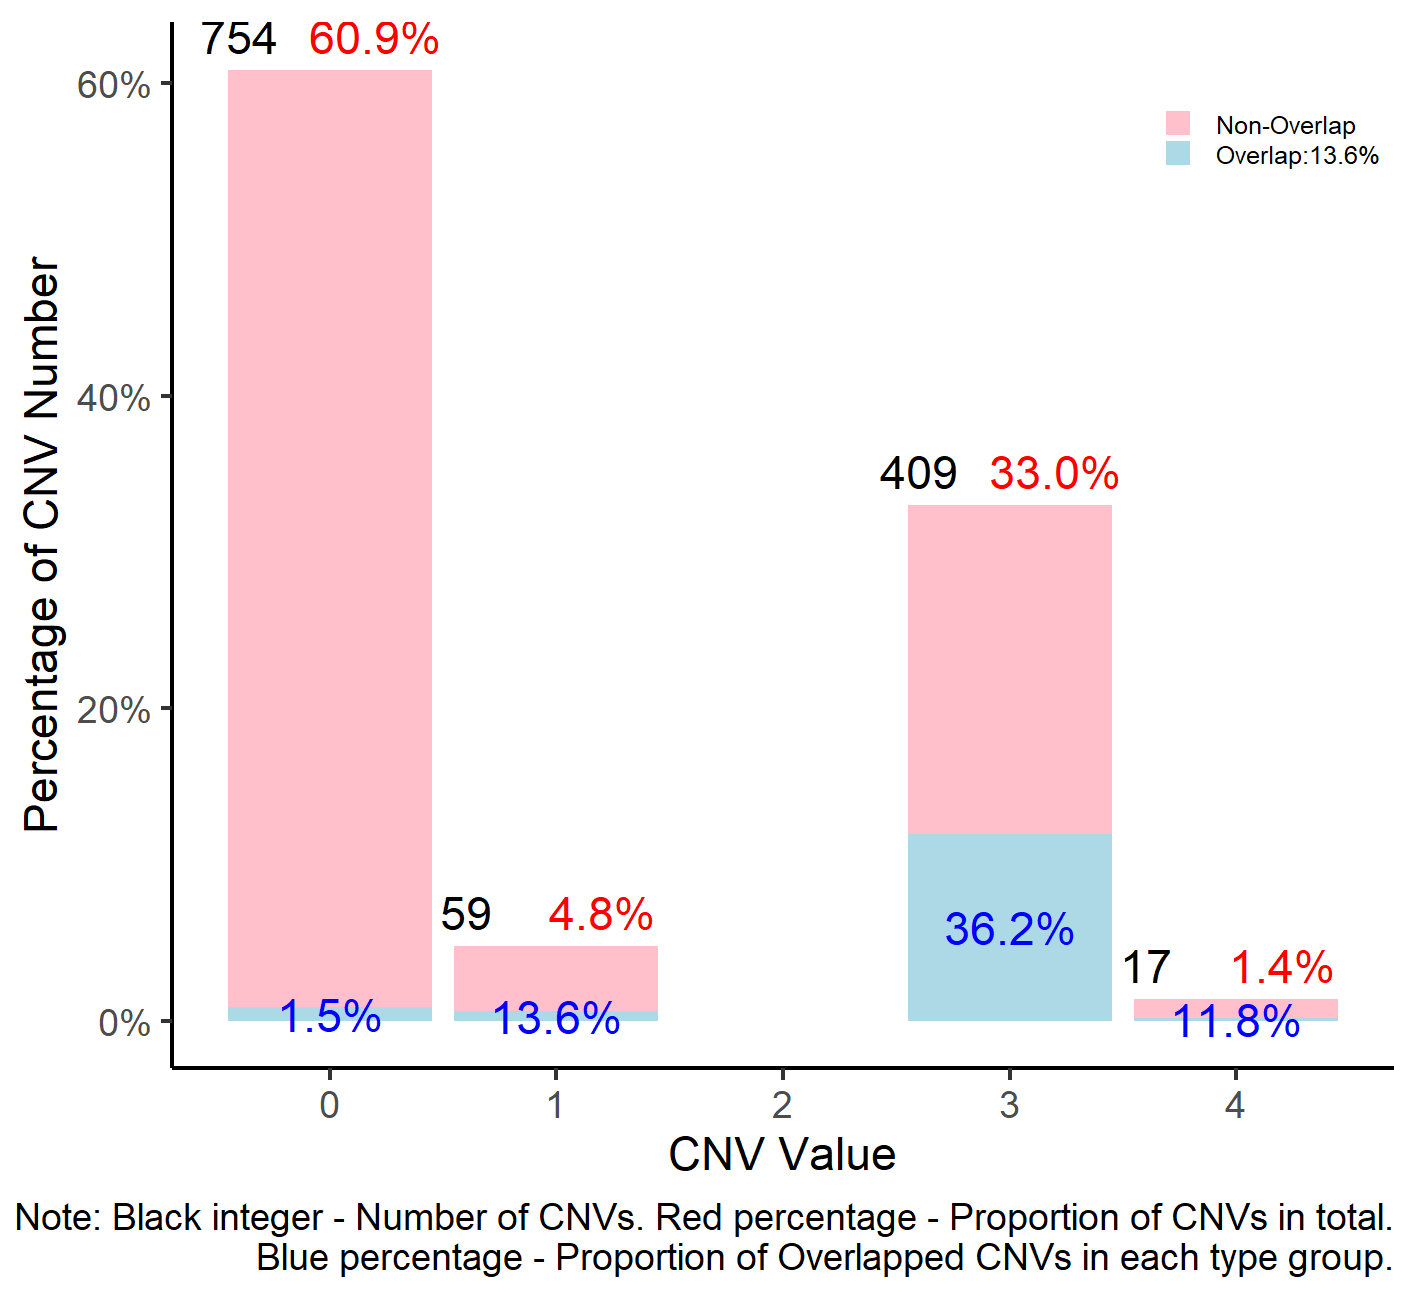 754 60.9%
60%
Non-Overlap
Overlap:13.6%
Percentage of CNV Number
40%
409 33.0%
20%
59 4.8%
36.2%
17 1.4%
0%
1.5%
13.6%
11.8%
0 1 2 3 4
CNV Value
Note: Black integer - Number of CNVs. Red percentage - Proportion of CNVs in total.
Blue percentage - Proportion of Overlapped CNVs in each type group.